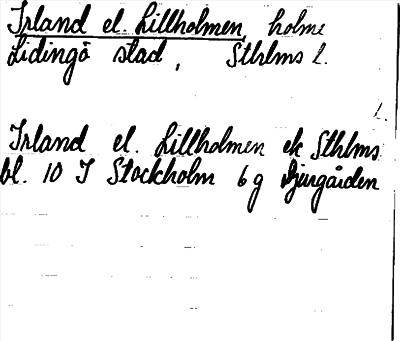 Irland el. Lillholmen, holme
Lidingö stad, Sthlms l.
l.
Irland el. Lillholmen ek Sthlms
bl. 10 I Stockholm 6 g Djurgården